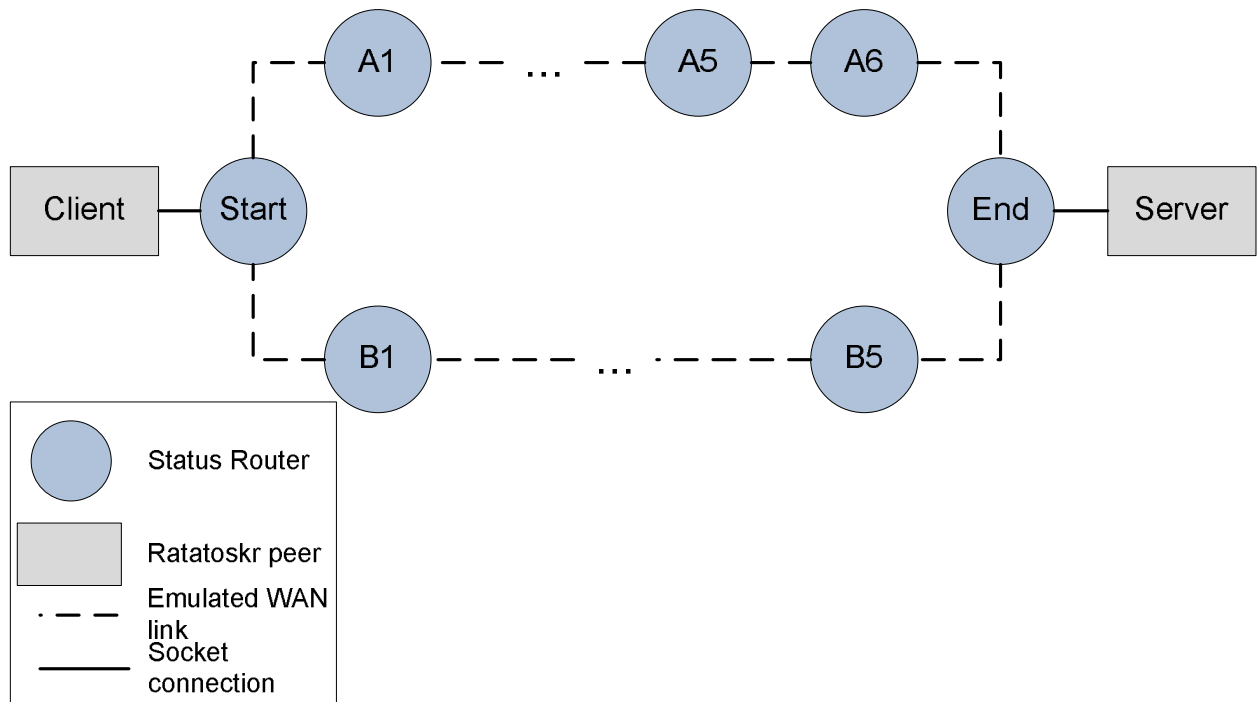 A1
...
A5
A6
Client
Start
End
Server
B1
...
B5
Status Router
Ratatoskr peer
Emulated WAN
link
Socket
connection